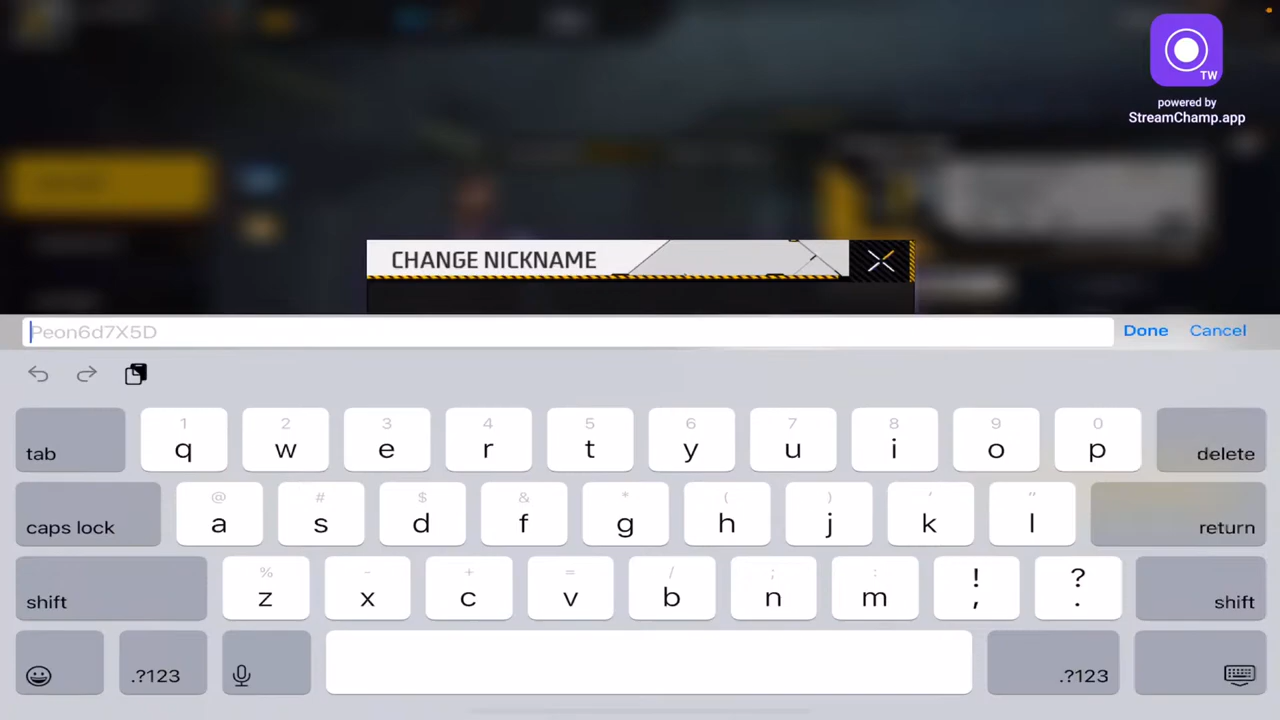 TW
powered by
StreamChamp.app
CHANGE NICKNAME
Peon6d7X5D
Done
Cancel
1 2 3 4 5 6 7 8 9 0
tab q w e r t y u i o p delete
@ # $ & * ( ) ' "
caps lock a s d f g h j k l return
% - + = / ; : ! ?
shift z x c v b n m , . shift
.?123 .?123